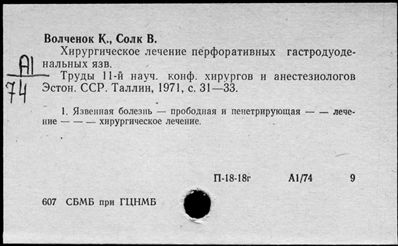 Волченок К., Солк В.
Хирургическое лечение перфоративных гастродуоде-
нальных язв.
Труды 11-й науч. конф. хирургов и анестезиологов
Эстон. ССР. Таллин, 1971, с. 31—33.
А1
74
1. Язвенная болезнь — прободная и пенетрирующая — — лече-
ние — — — хирургическое лечение.
П-18-18г А1/74 9
607 СБМБ при ГЦНМБ